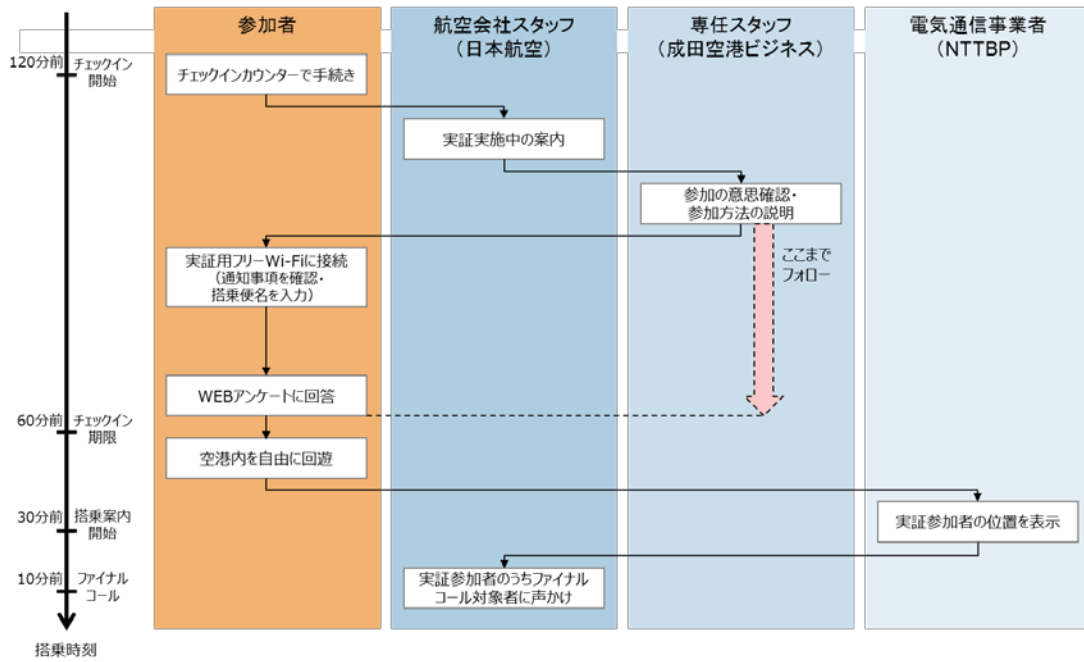 参加者
航空会社スタッフ
（日本航空）
専任スタッフ
（成田空港ビジネス）
電気通信事業者
（NTTBP）
120分前
チェックイン
開始
チェックインカウンターで手続き
実証実施中の案内
参加の意思確認・
参加方法の説明
実証用フリーWi-Fiに接続
（通知事項を確認・
搭乗便名を入力）
ここまで
フォロー
WEBアンケートに回答
60分前
チェックイン
期限
空港内を自由に回遊
30分前
搭乗案内
開始
実証参加者の位置を表示
10分前
ファイナル
コール
実証参加者のうちファイナル
コール対象者に声かけ
搭乗時刻